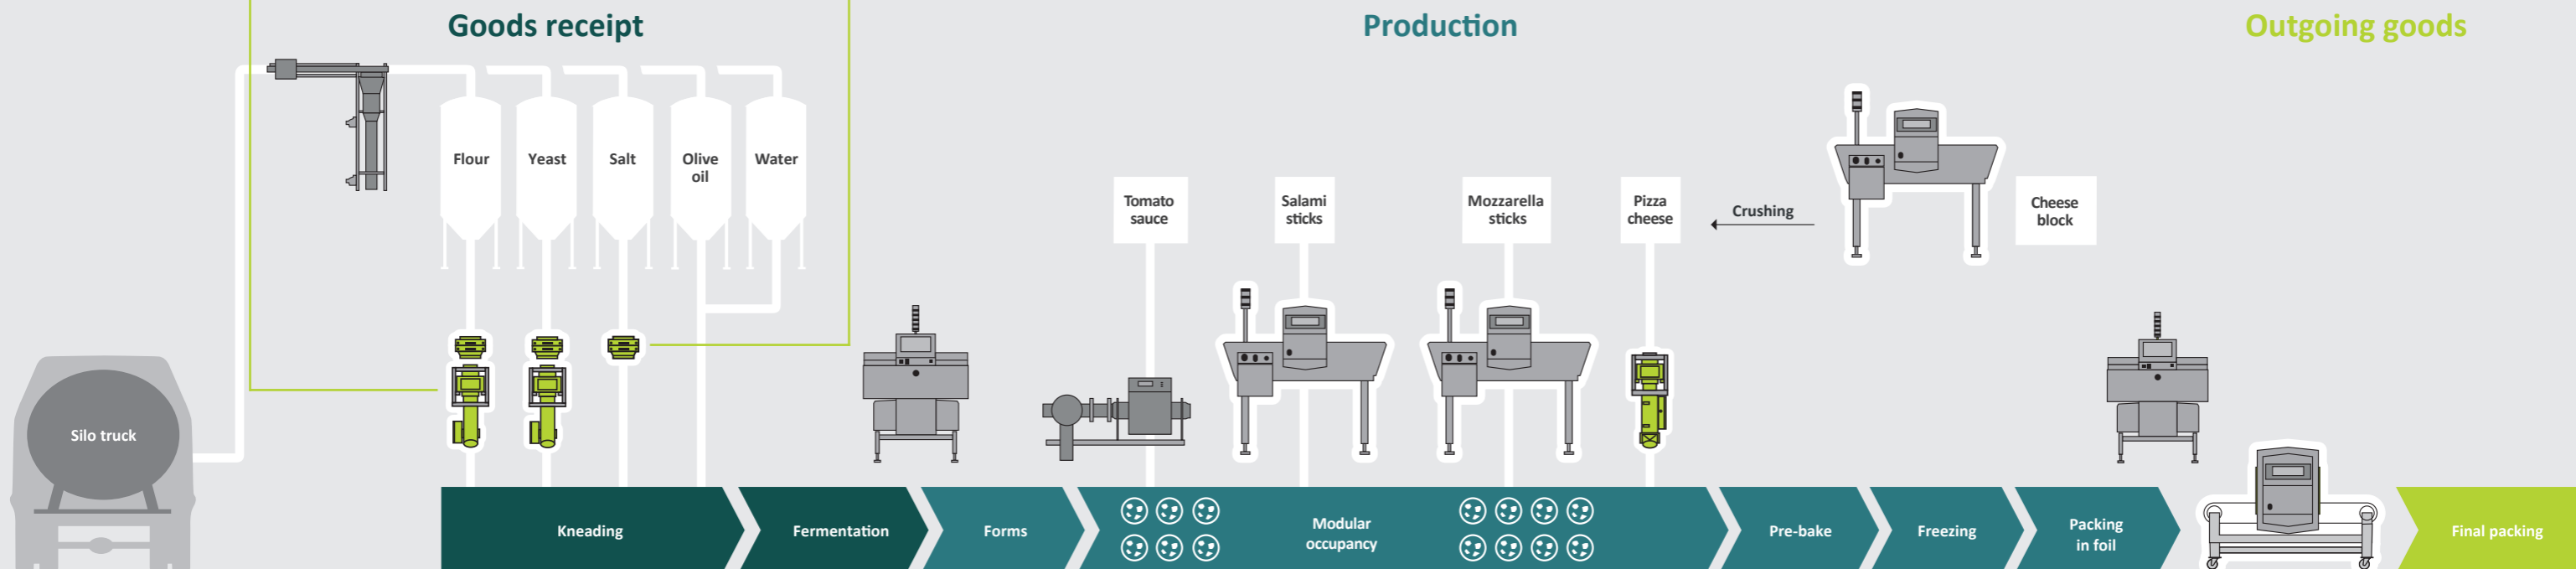 Goods receipt
Production
Outgoing goods
Flour
Yeast
Salt
Olive
oil
Water
Tomato
sauce
Salami
sticks
Mozzarella
sticks
Pizza
cheese
Crushing
Cheese
block
Silo truck
Kneading
Fermentation
Forms
Modular
occupancy
Pre-bake
Freezing
Packing
in foil
Final packing